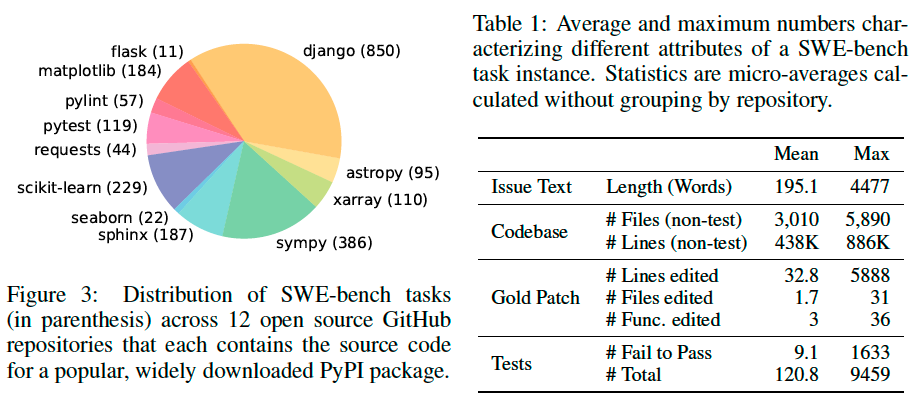 flask (11)
django (850)
matplotlib (184)
pylint (57)
pytest (119)
requests (44)
scikit-learn (229)
seaborn (22)
sphinx (187)
sympy (386)
xarray (110)
astropy (95)
Figure 3: Distribution of SWE-bench tasks
(in parenthesis) across 12 open source GitHub
repositories that each contains the source code
for a popular, widely downloaded PyPI package.
Table 1: Average and maximum numbers char-
acterizing different attributes of a SWE-bench
task instance. Statistics are micro-averages cal-
culated without grouping by repository.
Mean Max
Issue Text Length (Words) 195.1 4477
Codebase # Files (non-test) 3,010 5,890
# Lines (non-test) 438K 886K
Gold Patch # Lines edited 32.8 5888
# Files edited 1.7 31
# Func. edited 3 36
Tests # Fail to Pass 9.1 1633
# Total 120.8 9459